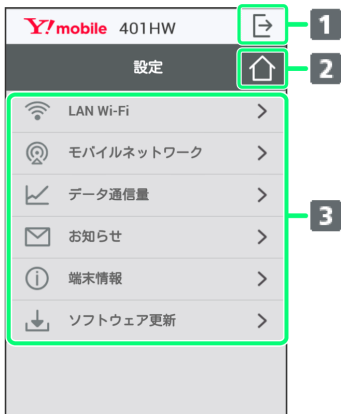 Y!mobile 401HW
1
設定
2
LAN Wi-Fi
モバイルネットワーク
データ通信量
3
お知らせ
端末情報
ソフトウェア更新